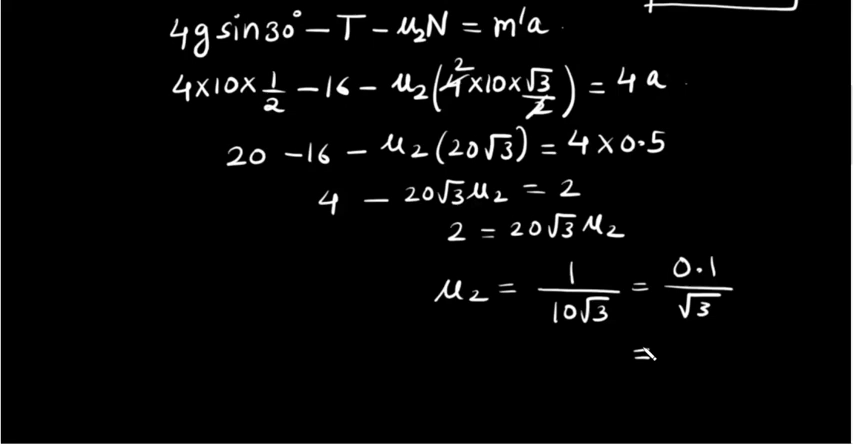 4g sin30° − T − μ₂N = m'a
4×10×1/2 − 16 − μ₂(4̶ 2 ×10×√3/2̶) = 4a
20 − 16 − μ₂(20√3) = 4×0.5
4 − 20√3μ₂ = 2
2 = 20√3μ₂
μ₂ = 1/10√3 = 0.1/√3
⇒